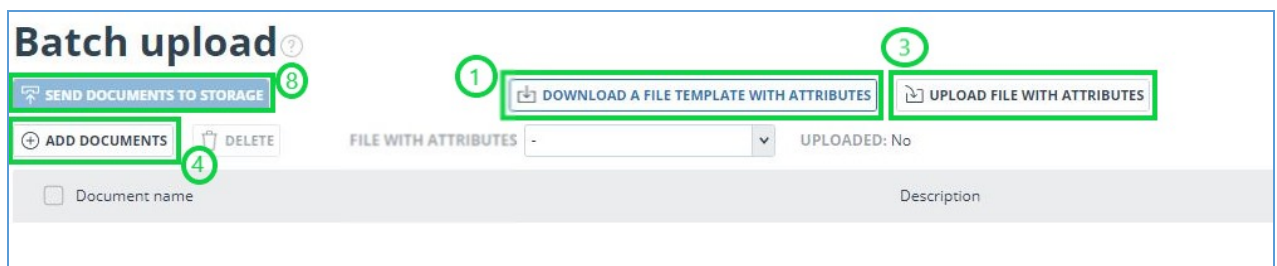 Batch upload ?
3
1
8
SEND DOCUMENTS TO STORAGE
DOWNLOAD A FILE TEMPLATE WITH ATTRIBUTES
UPLOAD FILE WITH ATTRIBUTES
ADD DOCUMENTS
DELETE
FILE WITH ATTRIBUTES -
UPLOADED: No
4
Document name
Description